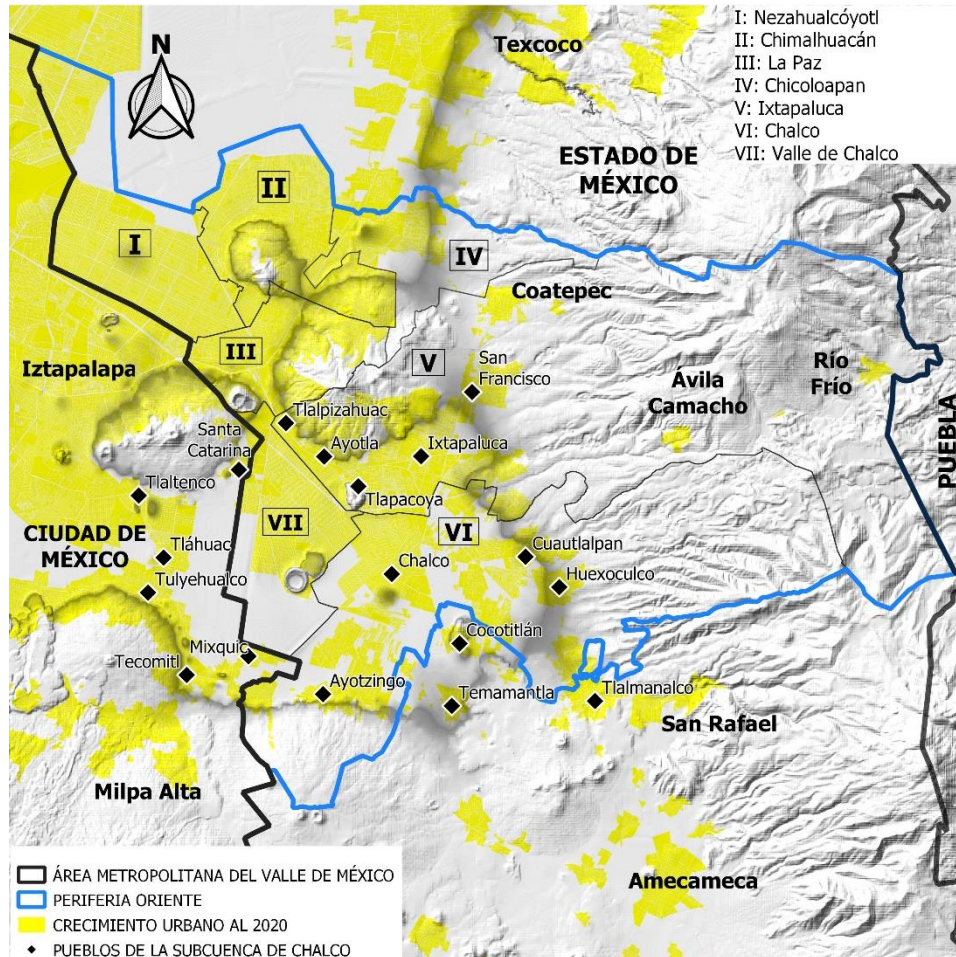 N
Texcoco
I: Nezahualcóyotl
II: Chimalhuacán
III: La Paz
IV: Chicoloapan
V: Ixtapaluca
VI: Chalco
VII: Valle de Chalco
ESTADO DE
MÉXICO
II
I
IV
Coatepec
III
V
San
Francisco
Iztapalapa
Ávila
Camacho
Río
Frío
PUEBLA
Tlalpizahuac
Santa
Catarina
Ayotla
Ixtapaluca
Tlaltenco
Tlapacoya
VII
VI
CIUDAD DE
MÉXICO
Tláhuac
Chalco
Cuautlalpan
Tulyehualco
Huexoculco
Mixquic
Cocotitlán
Tecomitl
Ayotzingo
Temamantla
Tlalmanalco
San Rafael
Milpa Alta
Amecameca
ÁREA METROPOLITANA DEL VALLE DE MÉXICO
PERIFERIA ORIENTE
CRECIMIENTO URBANO AL 2020
PUEBLOS DE LA SUBCUENCA DE CHALCO